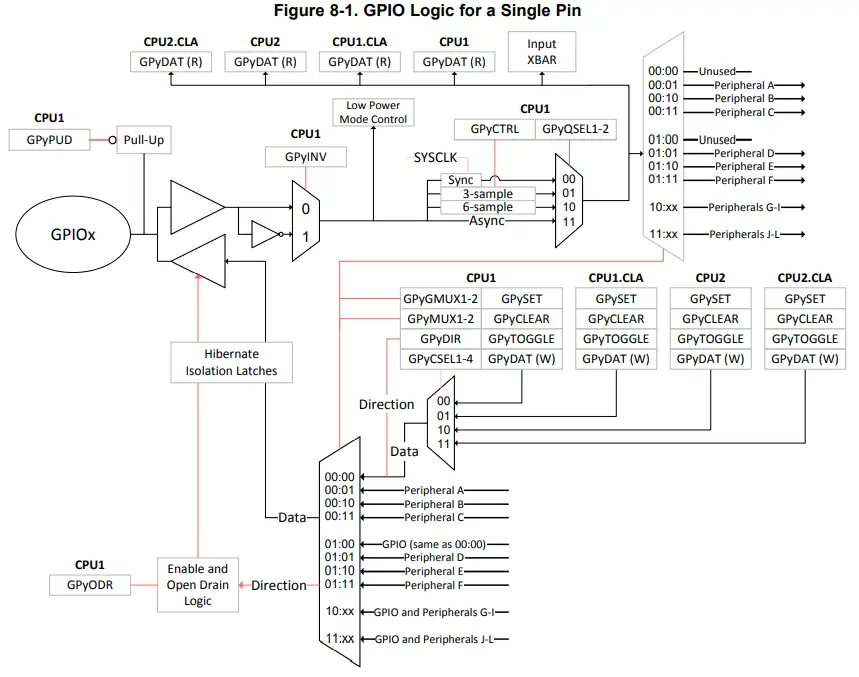 Figure 8-1. GPIO Logic for a Single Pin
CPU2.CLA CPU2 CPU1.CLA CPU1
GPyDAT (R) GPyDAT (R) GPyDAT (R) GPyDAT (R)
Input
XBAR
00:00 Unused
00:01 Peripheral A
00:10 Peripheral B
00:11 Peripheral C
01:00 Unused
01:01 Peripheral D
01:10 Peripheral E
01:11 Peripheral F
10:xx Peripherals G-I
11:xx Peripherals J-L
CPU1
GPyPUD
Pull-Up
Low Power
Mode Control
CPU1
GPyINV
CPU1
GPyCTRL GPyQSEL1-2
SYSCLK
Sync 00
3-sample 01
6-sample 10
Async 11
0
1
GPIOx
CPU1 CPU1.CLA CPU2 CPU2.CLA
GPyGMUX1-2 GPySET GPySET GPySET GPySET
GPyMUX1-2 GPyCLEAR GPyCLEAR GPyCLEAR GPyCLEAR
GPyDIR GPyTOGGLE GPyTOGGLE GPyTOGGLE GPyTOGGLE
GPyCSEL1-4 GPyDAT (W) GPyDAT (W) GPyDAT (W) GPyDAT (W)
Hibernate
Isolation Latches
Direction
00
01
10
11
Data
00:00
00:01 Peripheral A
00:10 Peripheral B
00:11 Peripheral C
Data
01:00 GPIO (same as 00:00)
01:01 Peripheral D
01:10 Peripheral E
01:11 Peripheral F
10:xx GPIO and Peripherals G-I
11:xx GPIO and Peripherals J-L
CPU1
GPyODR
Enable and
Open Drain
Logic
Direction